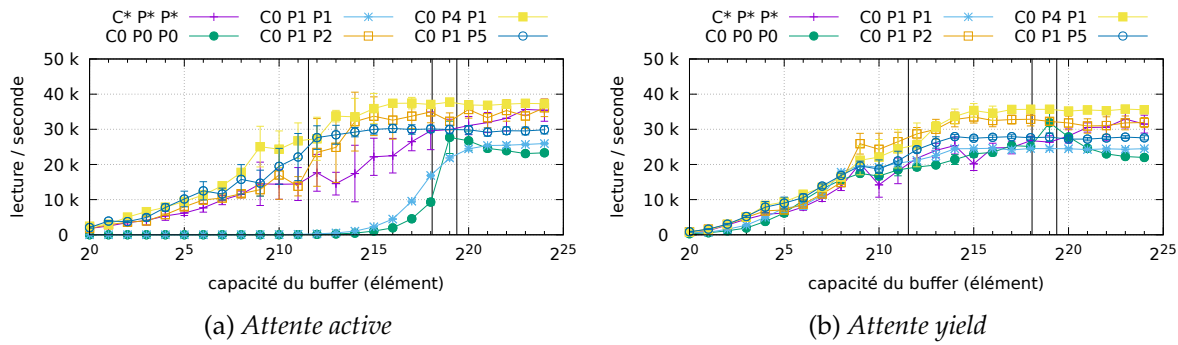 C* P* P* C0 P1 P1 C0 P4 P1
C0 P0 P0 C0 P1 P2 C0 P1 P5
50 k
40 k
30 k
20 k
10 k
0
lecture / seconde
2^0 2^5 2^10 2^15 2^20 2^25
capacité du buffer (élément)
(a) Attente active
C* P* P* C0 P1 P1 C0 P4 P1
C0 P0 P0 C0 P1 P2 C0 P1 P5
50 k
40 k
30 k
20 k
10 k
0
lecture / seconde
2^0 2^5 2^10 2^15 2^20 2^25
capacité du buffer (élément)
(b) Attente yield